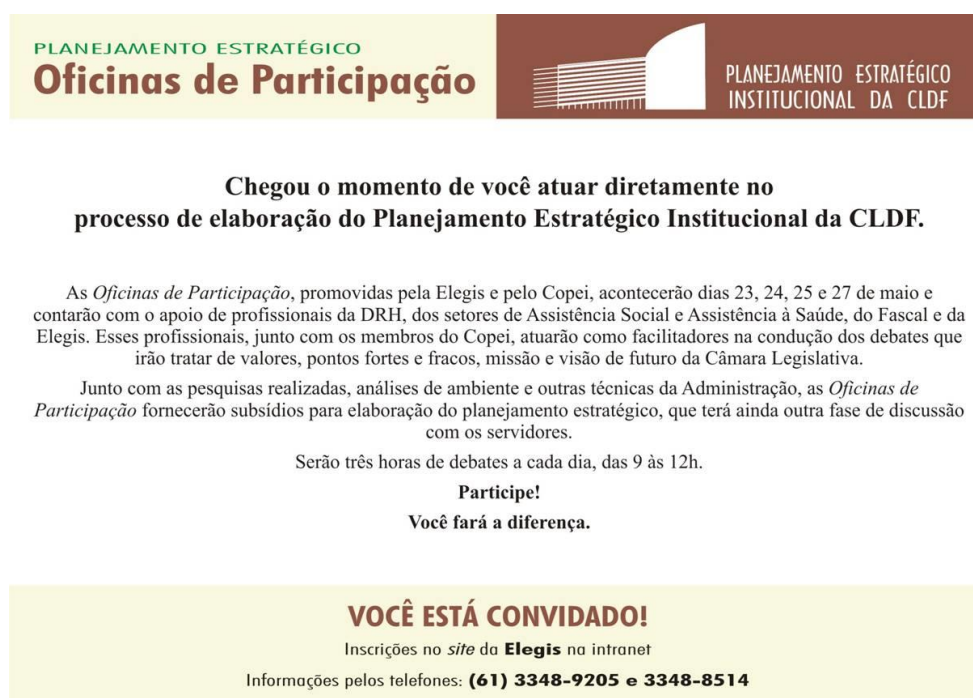 PLANEJAMENTO ESTRATÉGICO
Oficinas de Participação
PLANEJAMENTO ESTRATÉGICO
INSTITUCIONAL DA CLDF
Chegou o momento de você atuar diretamente no
processo de elaboração do Planejamento Estratégico Institucional da CLDF.
As Oficinas de Participação, promovidas pela Elegis e pelo Copei, acontecerão dias 23, 24, 25 e 27 de maio e
contarão com o apoio de profissionais da DRH, dos setores de Assistência Social e Assistência à Saúde, do Fascal e da
Elegis. Esses profissionais, junto com os membros do Copei, atuarão como facilitadores na condução dos debates que
irão tratar de valores, pontos fortes e fracos, missão e visão de futuro da Câmara Legislativa.
Junto com as pesquisas realizadas, análises de ambiente e outras técnicas da Administração, as Oficinas de
Participação fornecerão subsídios para elaboração do planejamento estratégico, que terá ainda outra fase de discussão
com os servidores.
Serão três horas de debates a cada dia, das 9 às 12h.
Participe!
Você fará a diferença.
VOCÊ ESTÁ CONVIDADO!
Inscrições no site da Elegis na intranet
Informações pelos telefones: (61) 3348-9205 e 3348-8514